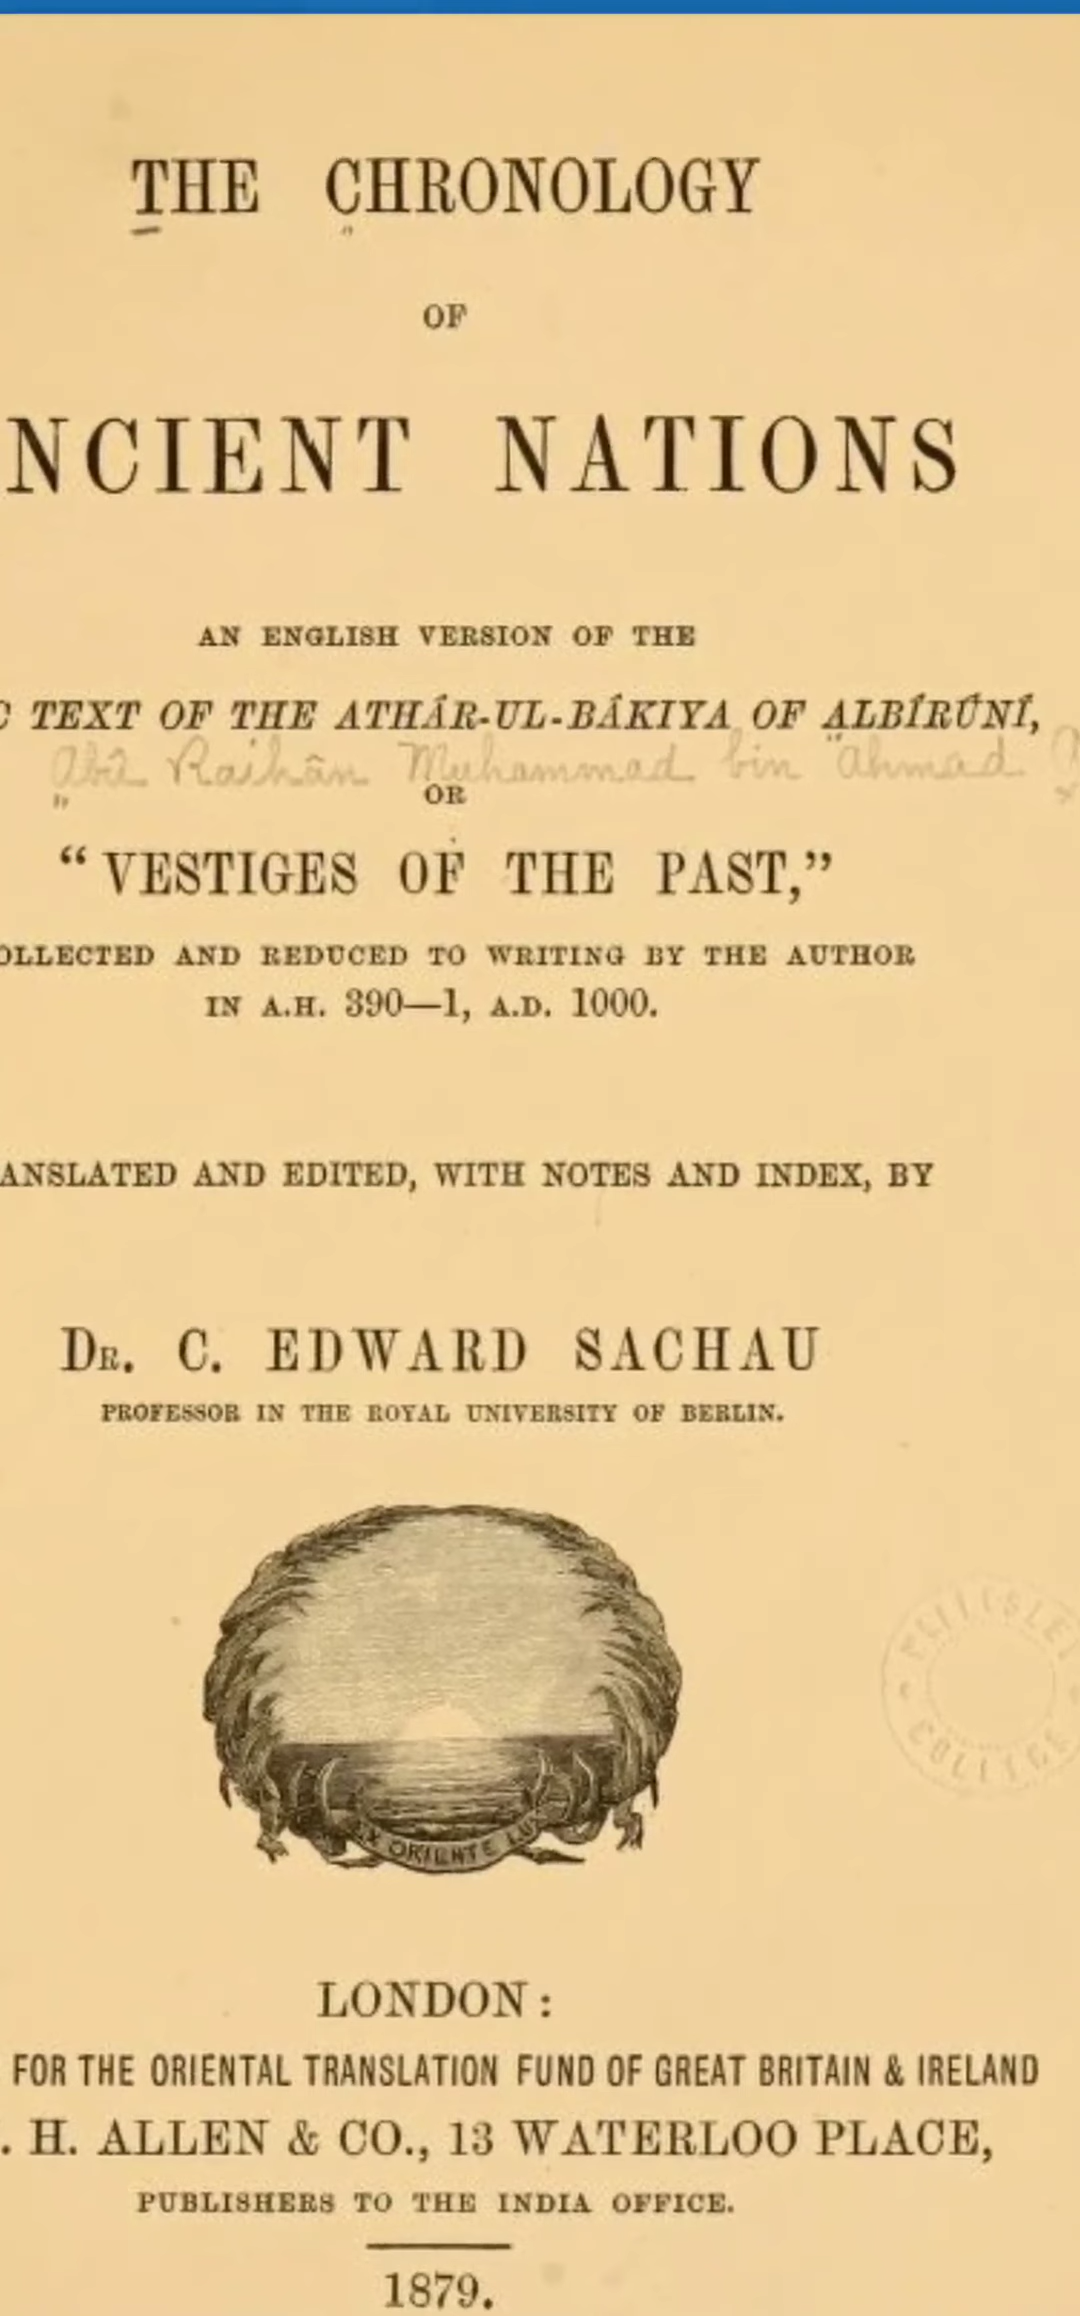 THE CHRONOLOGY
OF
NCIENT NATIONS
AN ENGLISH VERSION OF THE
C TEXT OF THE ATHÂR-UL-BÂKIYA OF ALBÎRÛNÎ,
Abû Raihân Muhammad bin Ahmad
OR
"VESTIGES OF THE PAST,"
OLLECTED AND REDUCED TO WRITING BY THE AUTHOR
IN A.H. 390—1, A.D. 1000.
ANSLATED AND EDITED, WITH NOTES AND INDEX, BY
DR. C. EDWARD SACHAU
PROFESSOR IN THE ROYAL UNIVERSITY OF BERLIN.
EX ORIENTE LUX
COLLEGE
LONDON:
FOR THE ORIENTAL TRANSLATION FUND OF GREAT BRITAIN & IRELAND
. H. ALLEN & CO., 13 WATERLOO PLACE,
PUBLISHERS TO THE INDIA OFFICE.
1879.